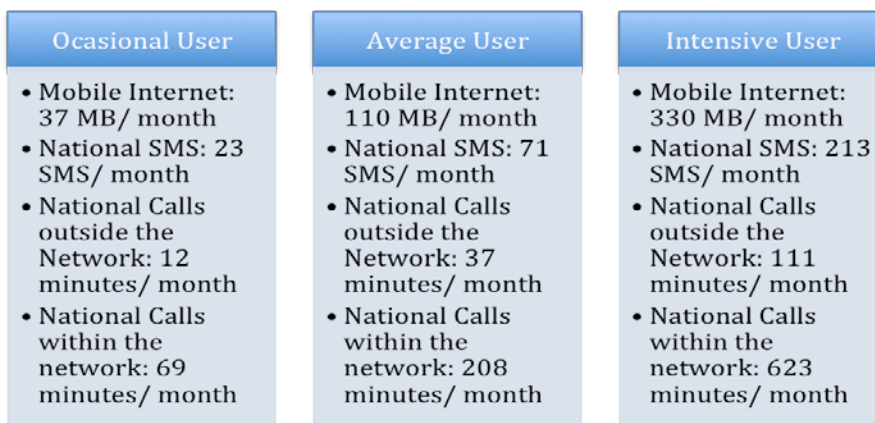 Ocasional User
• Mobile Internet:
37 MB/ month
• National SMS: 23
SMS/ month
• National Calls
outside the
Network: 12
minutes/ month
• National Calls
within the
network: 69
minutes/ month
Average User
• Mobile Internet:
110 MB/ month
• National SMS: 71
SMS/ month
• National Calls
outside the
Network: 37
minutes/ month
• National Calls
within the
network: 208
minutes/ month
Intensive User
• Mobile Internet:
330 MB/ month
• National SMS: 213
SMS/ month
• National Calls
outside the
Network: 111
minutes/ month
• National Calls
within the
network: 623
minutes/ month